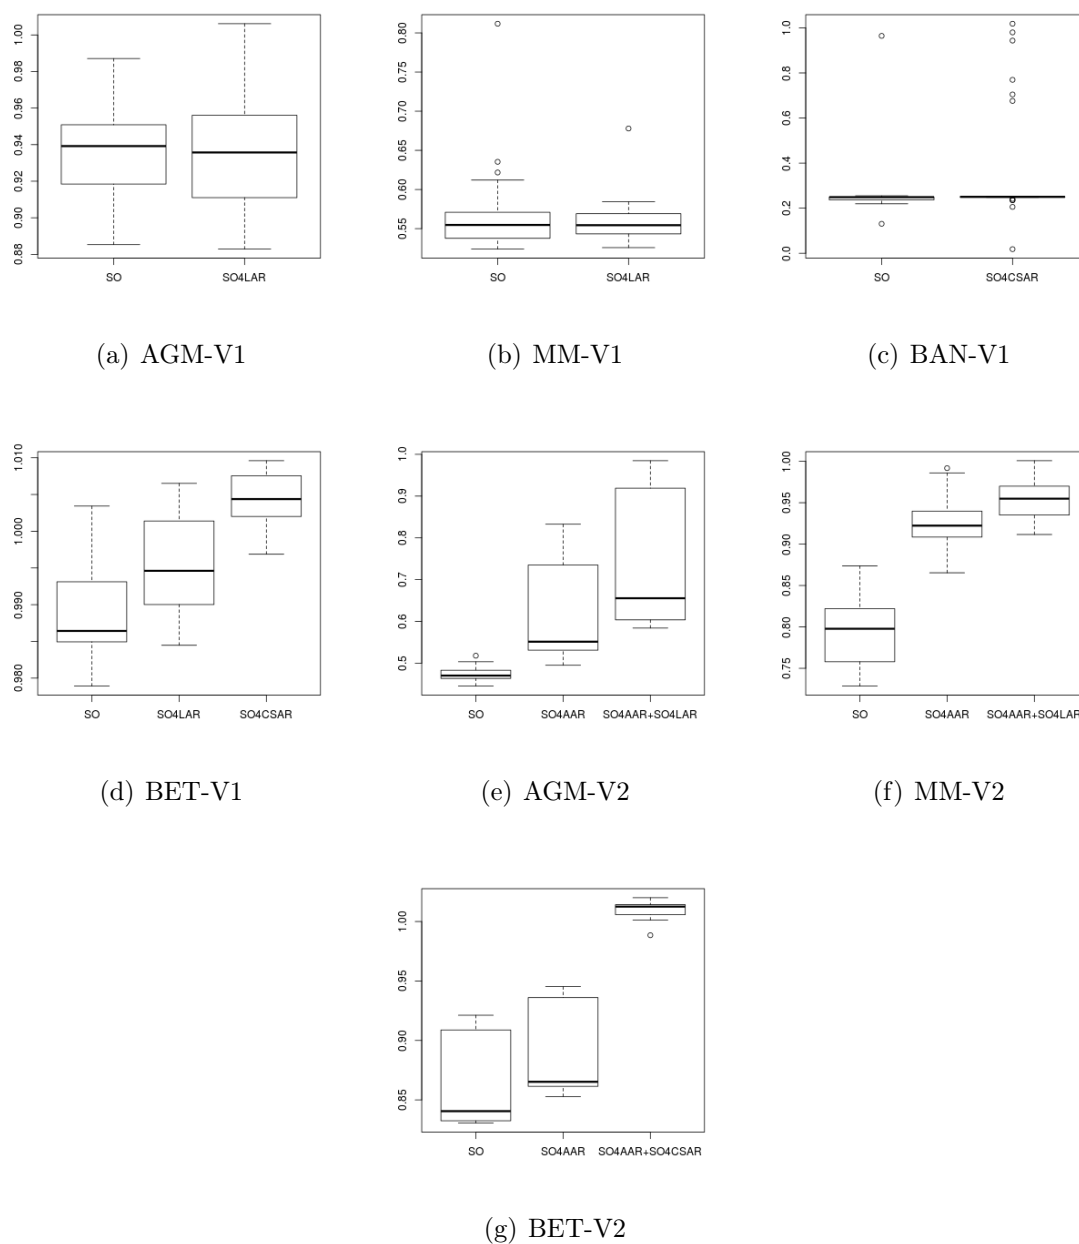 0.88 0.90 0.92 0.94 0.96 0.98 1.00
SO SO4LAR
(a) AGM-V1
0.55 0.60 0.65 0.70 0.75 0.80
SO SO4LAR
(b) MM-V1
0.0 0.2 0.4 0.6 0.8 1.0
SO SO4CSAR
(c) BAN-V1
0.980 0.990 1.000 1.010
SO SO4LAR SO4CSAR
(d) BET-V1
0.5 0.6 0.7 0.8 0.9 1.0
SO SO4AAR SO4AAR+SO4LAR
(e) AGM-V2
0.75 0.80 0.85 0.90 0.95 1.00
SO SO4AAR SO4AAR+SO4LAR
(f) MM-V2
0.85 0.90 0.95 1.00
SO SO4AAR SO4AAR+SO4CSAR
(g) BET-V2